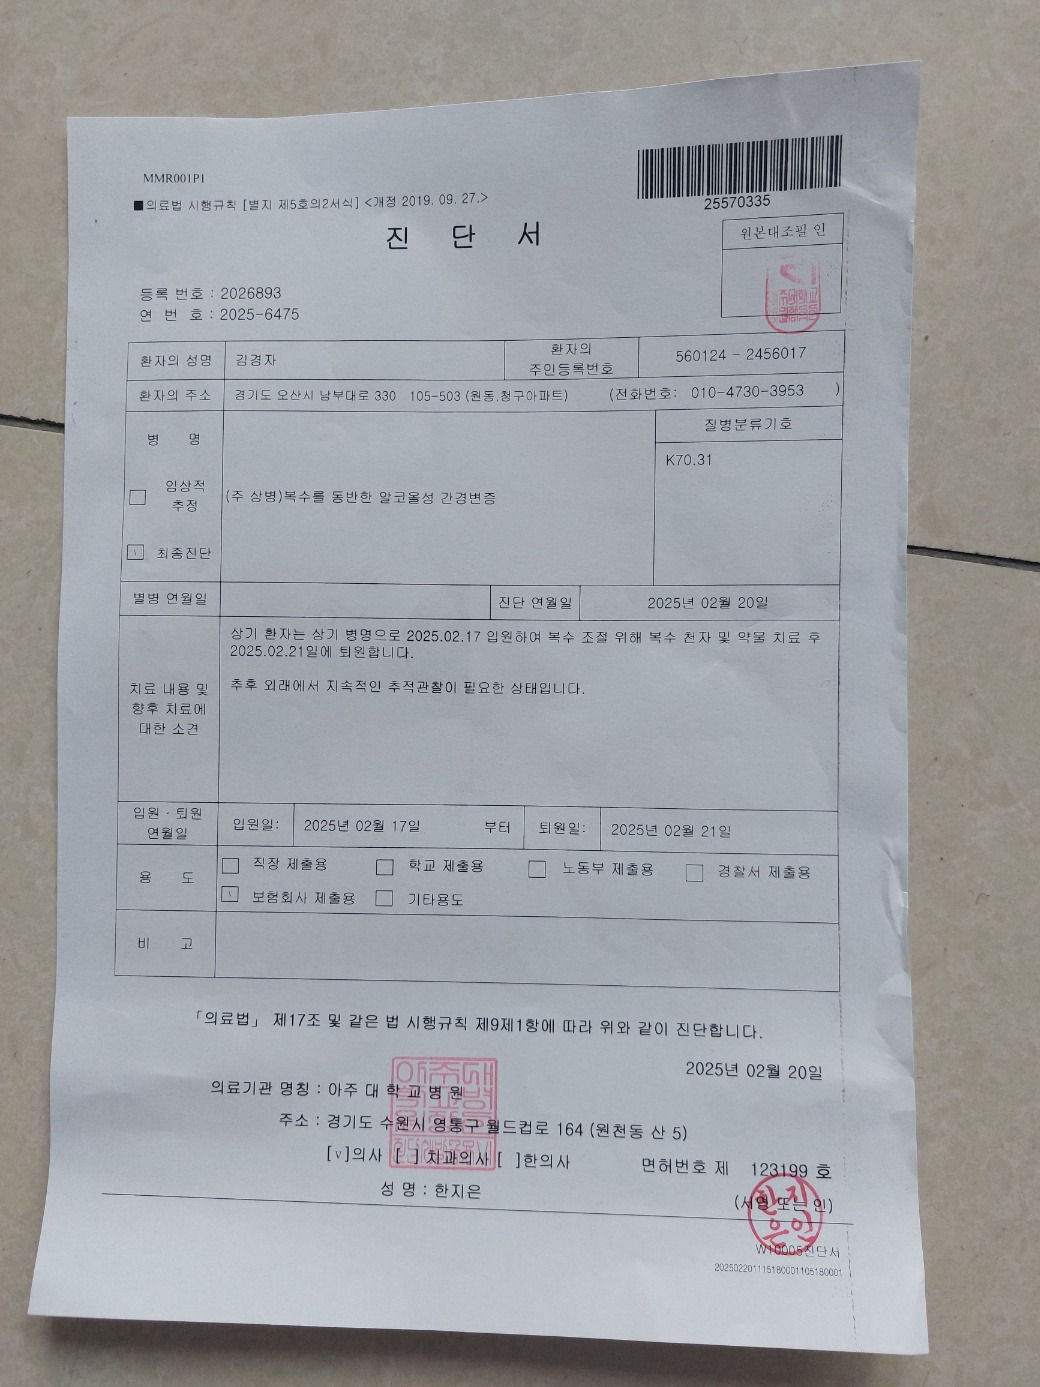 MMR001P1
25570335
■의료법 시행규칙 [별지 제5호의2서식] <개정 2019. 09. 27.>
진 단 서
원본대조필 인
등록 번호 : 2026893
연 번 호 : 2025-6475
환자의 성명 김경자 환자의 주민등록번호 560124 - 2456017
환자의 주소 경기도 오산시 남부대로 330 105-503 (원동,청구아파트) (전화번호: 010-4730-3953 )
병 명 질병분류기호
K70.31
임상적 추정
(주 상병)복수를 동반한 알코올성 간경변증
최종진단
발병 연월일 진단 연월일 2025년 02월 20일
상기 환자는 상기 병명으로 2025.02.17 입원하여 복수 조절 위해 복수 천자 및 약물 치료 후
2025.02.21일에 퇴원합니다.
추후 외래에서 지속적인 추적관찰이 필요한 상태입니다.
치료 내용 및
향후 치료에
대한 소견
입원 · 퇴원 연월일 입원일: 2025년 02월 17일 부터 퇴원일: 2025년 02월 21일
용 도
직장 제출용 학교 제출용 노동부 제출용 경찰서 제출용
보험회사 제출용 기타용도
비 고
「의료법」 제17조 및 같은 법 시행규칙 제9제1항에 따라 위와 같이 진단합니다.
2025년 02월 20일
의료기관 명칭 : 아주 대 학 교 병 원
주소 : 경기도 수원시 영통구 월드컵로 164 (원천동 산 5)
[v]의사 [ ] 치과의사 [ ]한의사 면허번호 제 123199 호
성 명 : 한지은 (서명 또는 인)
한지은인
W10005진단서